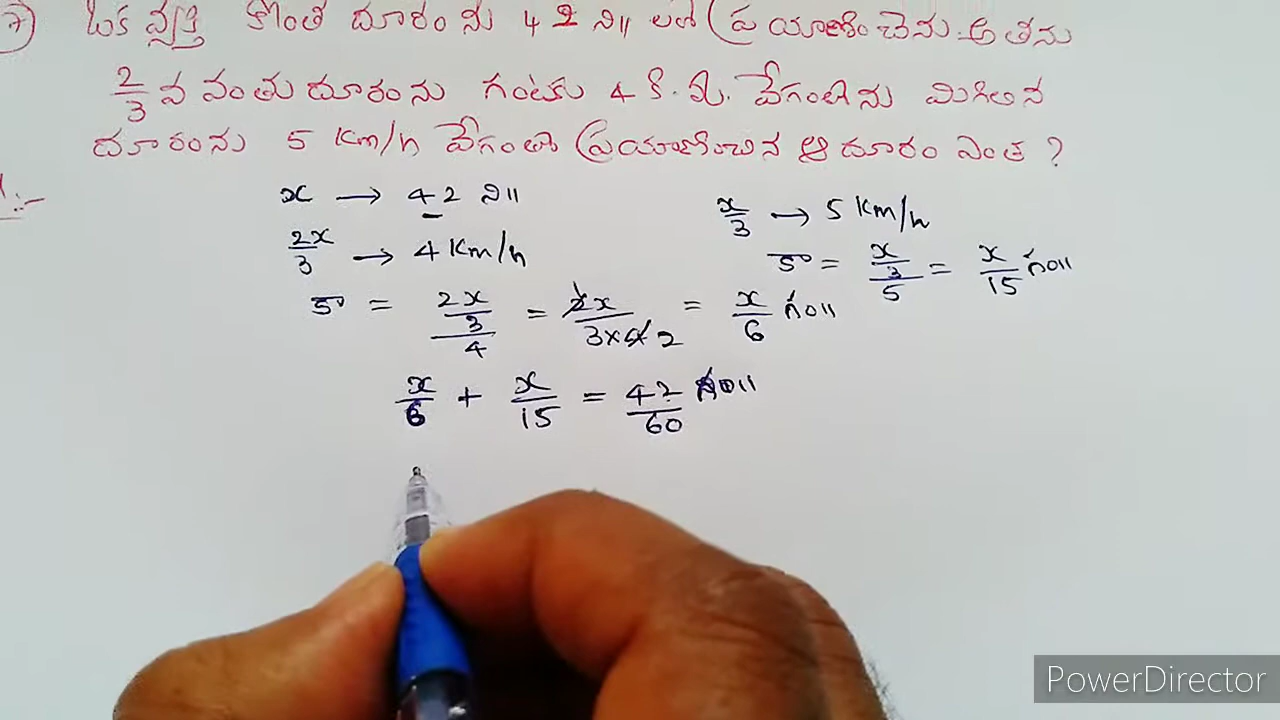 7) ఒక వ్యక్తి కొంత దూరంను 42 ని॥ లలో ప్రయాణించెను. అతను
2/3 వ వంతు దూరంను గంటకు 4 కి.మీ. వేగంతోను మిగిలిన
దూరంను 5 Km/h వేగంతో ప్రయాణించిన ఆ దూరం ఎంత ?
x → 42 ని॥
x/3 → 5 Km/h
2x/3 → 4 Km/h
కా = x/3/5 = x/15 గం॥
కా = 2x/3/4 = 2x/3×4 2 = x/6 గం॥
x/6 + x/15 = 42/60 గం॥
PowerDirector